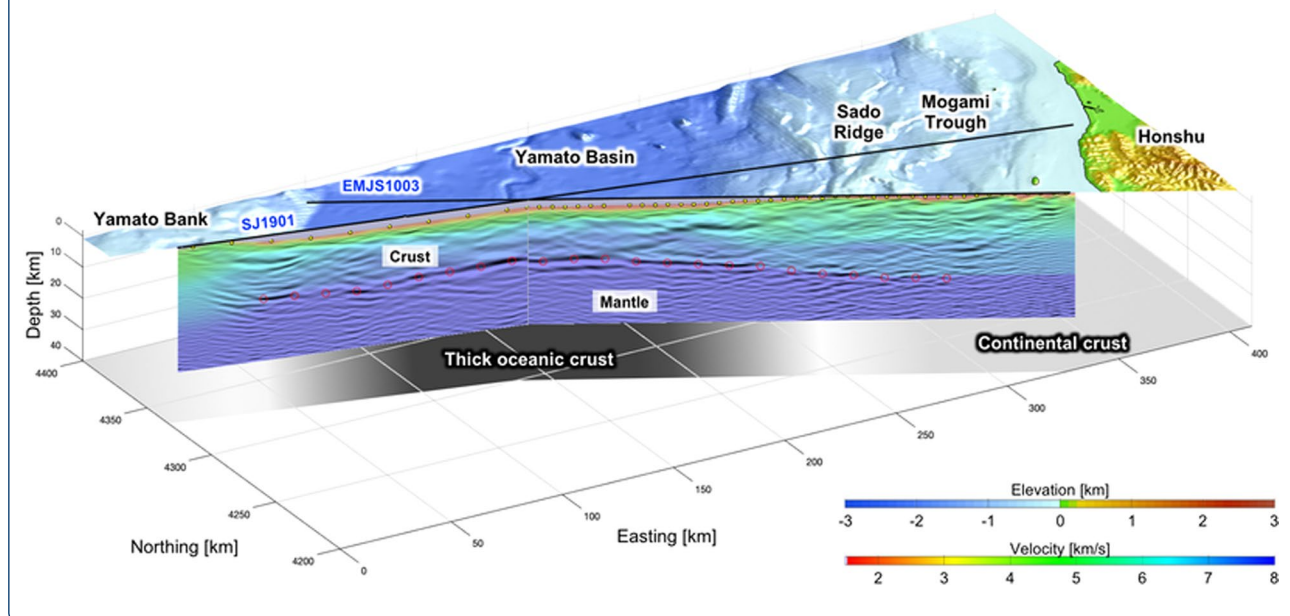 Sado
Ridge
Mogami
Trough
Honshu
Yamato Basin
EMJS1003
Yamato Bank
SJ1901
Crust
Mantle
Thick oceanic crust
Continental crust
Depth [km]
0
10
20
30
40
4400
4350
4300
4250
4200
Northing [km]
0
50
100
150
200
250
300
350
400
Easting [km]
Elevation [km]
-3 -2 -1 0 1 2 3
Velocity [km/s]
2 3 4 5 6 7 8